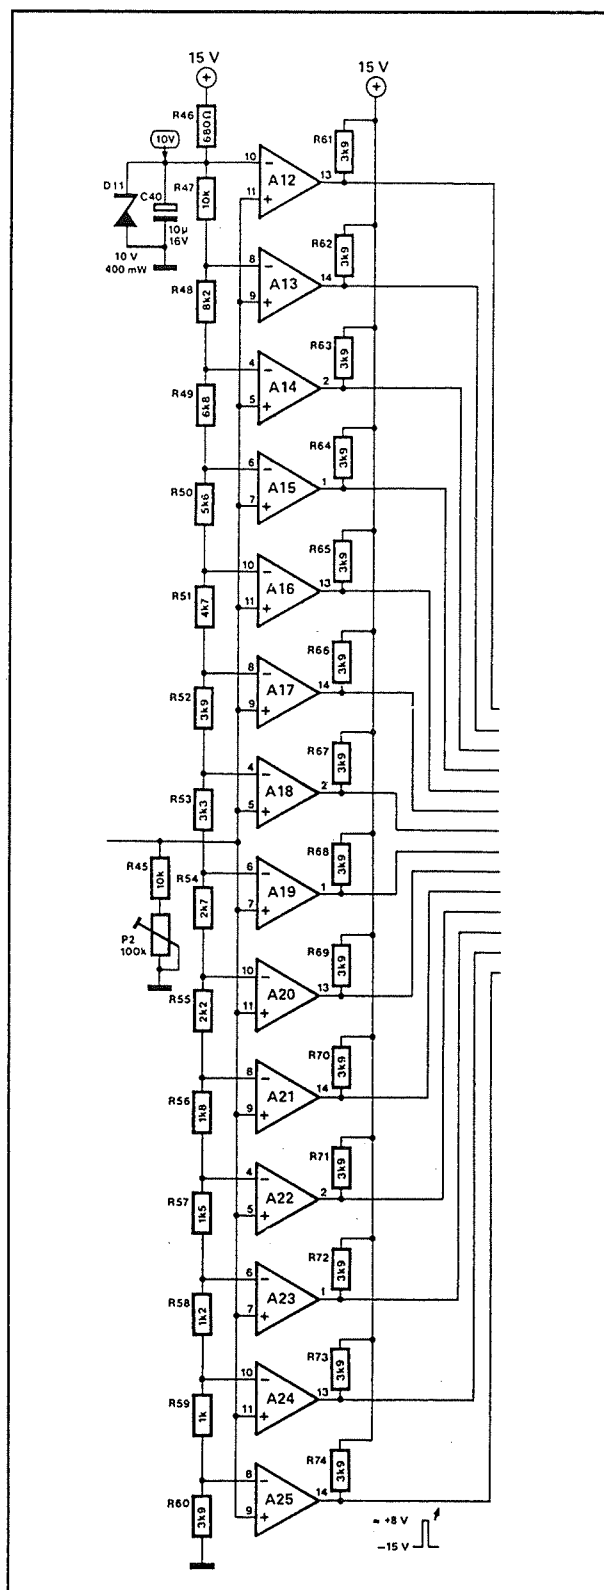 15 V
15 V
R46
680Ω
10V
D11
C40
10µ
16V
10 V
400 mW
R47
10k
10
−
A12
11
+
13
R61
3k9
R48
8k2
8
−
A13
9
+
14
R62
3k9
R49
6k8
4
−
A14
5
+
2
R63
3k9
R50
5k6
6
−
A15
7
+
1
R64
3k9
R51
4k7
10
−
A16
11
+
13
R65
3k9
R52
3k9
8
−
A17
9
+
14
R66
3k9
R53
3k3
4
−
A18
5
+
2
R67
3k9
R45
10k
P2
100k
R54
2k7
6
−
A19
7
+
1
R68
3k9
R55
2k2
10
−
A20
11
+
13
R69
3k9
R56
1k8
8
−
A21
9
+
14
R70
3k9
R57
1k5
4
−
A22
5
+
2
R71
3k9
R58
1k2
6
−
A23
7
+
1
R72
3k9
R59
1k
10
−
A24
11
+
13
R73
3k9
R60
3k9
8
−
A25
9
+
14
R74
3k9
≈ +8 V
−15 V